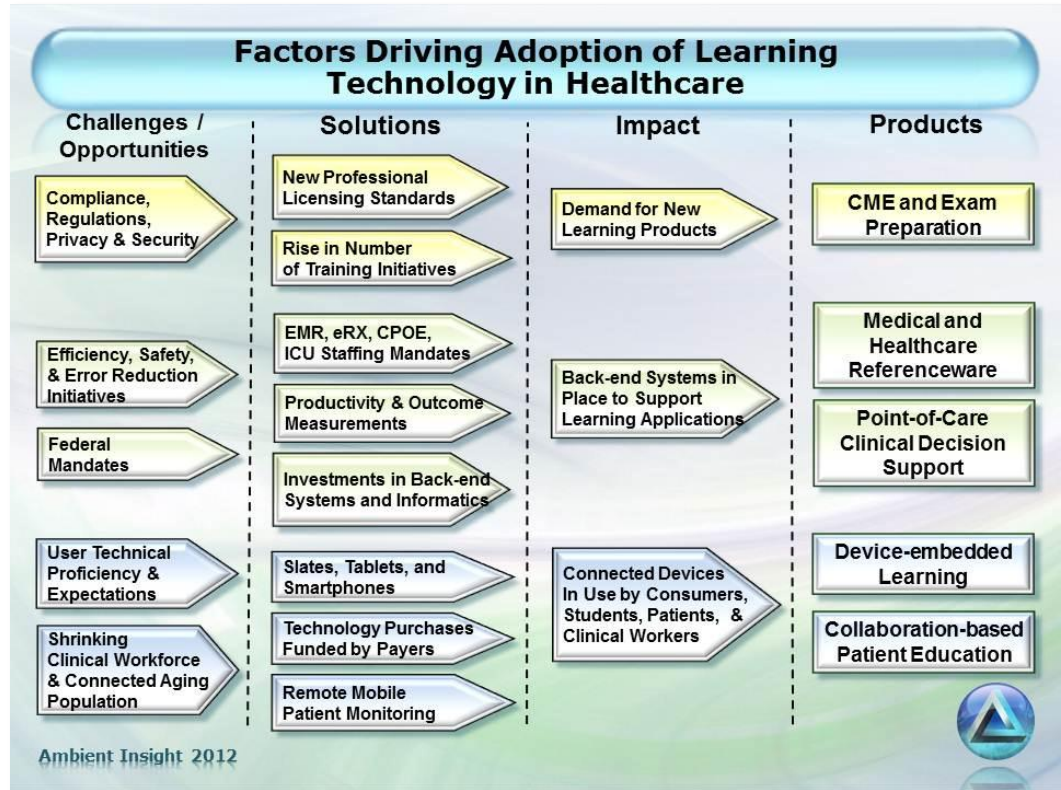 Factors Driving Adoption of Learning
Technology in Healthcare
Challenges /
Opportunities
Compliance,
Regulations,
Privacy & Security
Efficiency, Safety,
& Error Reduction
Initiatives
Federal
Mandates
User Technical
Proficiency &
Expectations
Shrinking
Clinical Workforce
& Connected Aging
Population
Solutions
New Professional
Licensing Standards
Rise in Number
of Training Initiatives
EMR, eRX, CPOE,
ICU Staffing Mandates
Productivity & Outcome
Measurements
Investments in Back-end
Systems and Informatics
Slates, Tablets, and
Smartphones
Technology Purchases
Funded by Payers
Remote Mobile
Patient Monitoring
Impact
Demand for New
Learning Products
Back-end Systems in
Place to Support
Learning Applications
Connected Devices
In Use by Consumers,
Students, Patients, &
Clinical Workers
Products
CME and Exam
Preparation
Medical and
Healthcare
Referenceware
Point-of-Care
Clinical Decision
Support
Device-embedded
Learning
Collaboration-based
Patient Education
Ambient Insight 2012